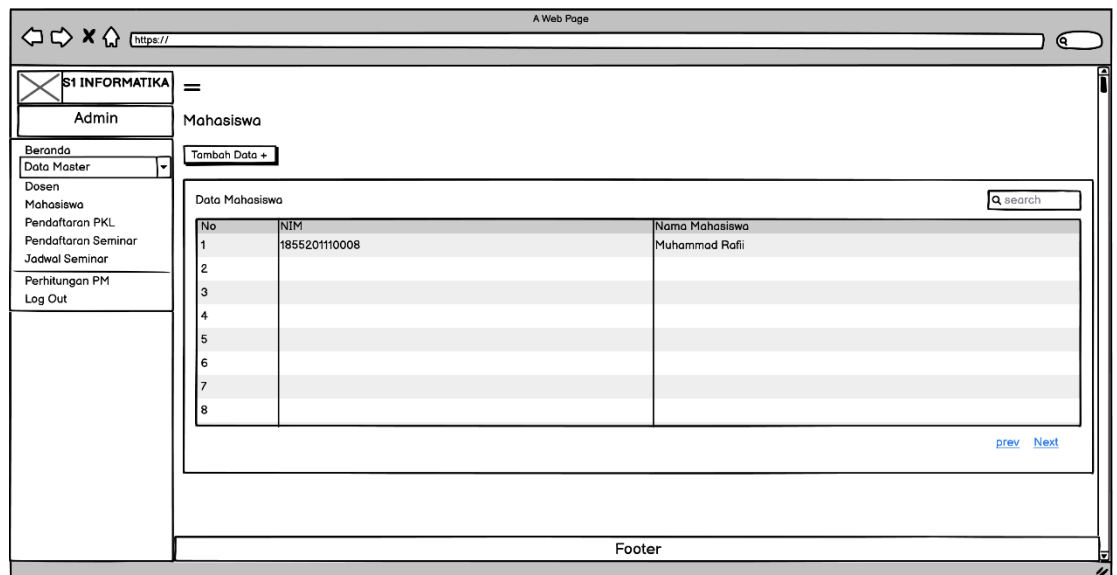 A Web Page
https://
S1 INFORMATIKA
Admin
Beranda
Data Master
Dosen
Mahasiswa
Pendaftaran PKL
Pendaftaran Seminar
Jadwal Seminar
Perhitungan PM
Log Out
Mahasiswa
Tambah Data +
Data Mahasiswa
search
No NIM Nama Mahasiswa
1 1855201110008 Muhammad Rafii
2
3
4
5
6
7
8
prev Next
Footer